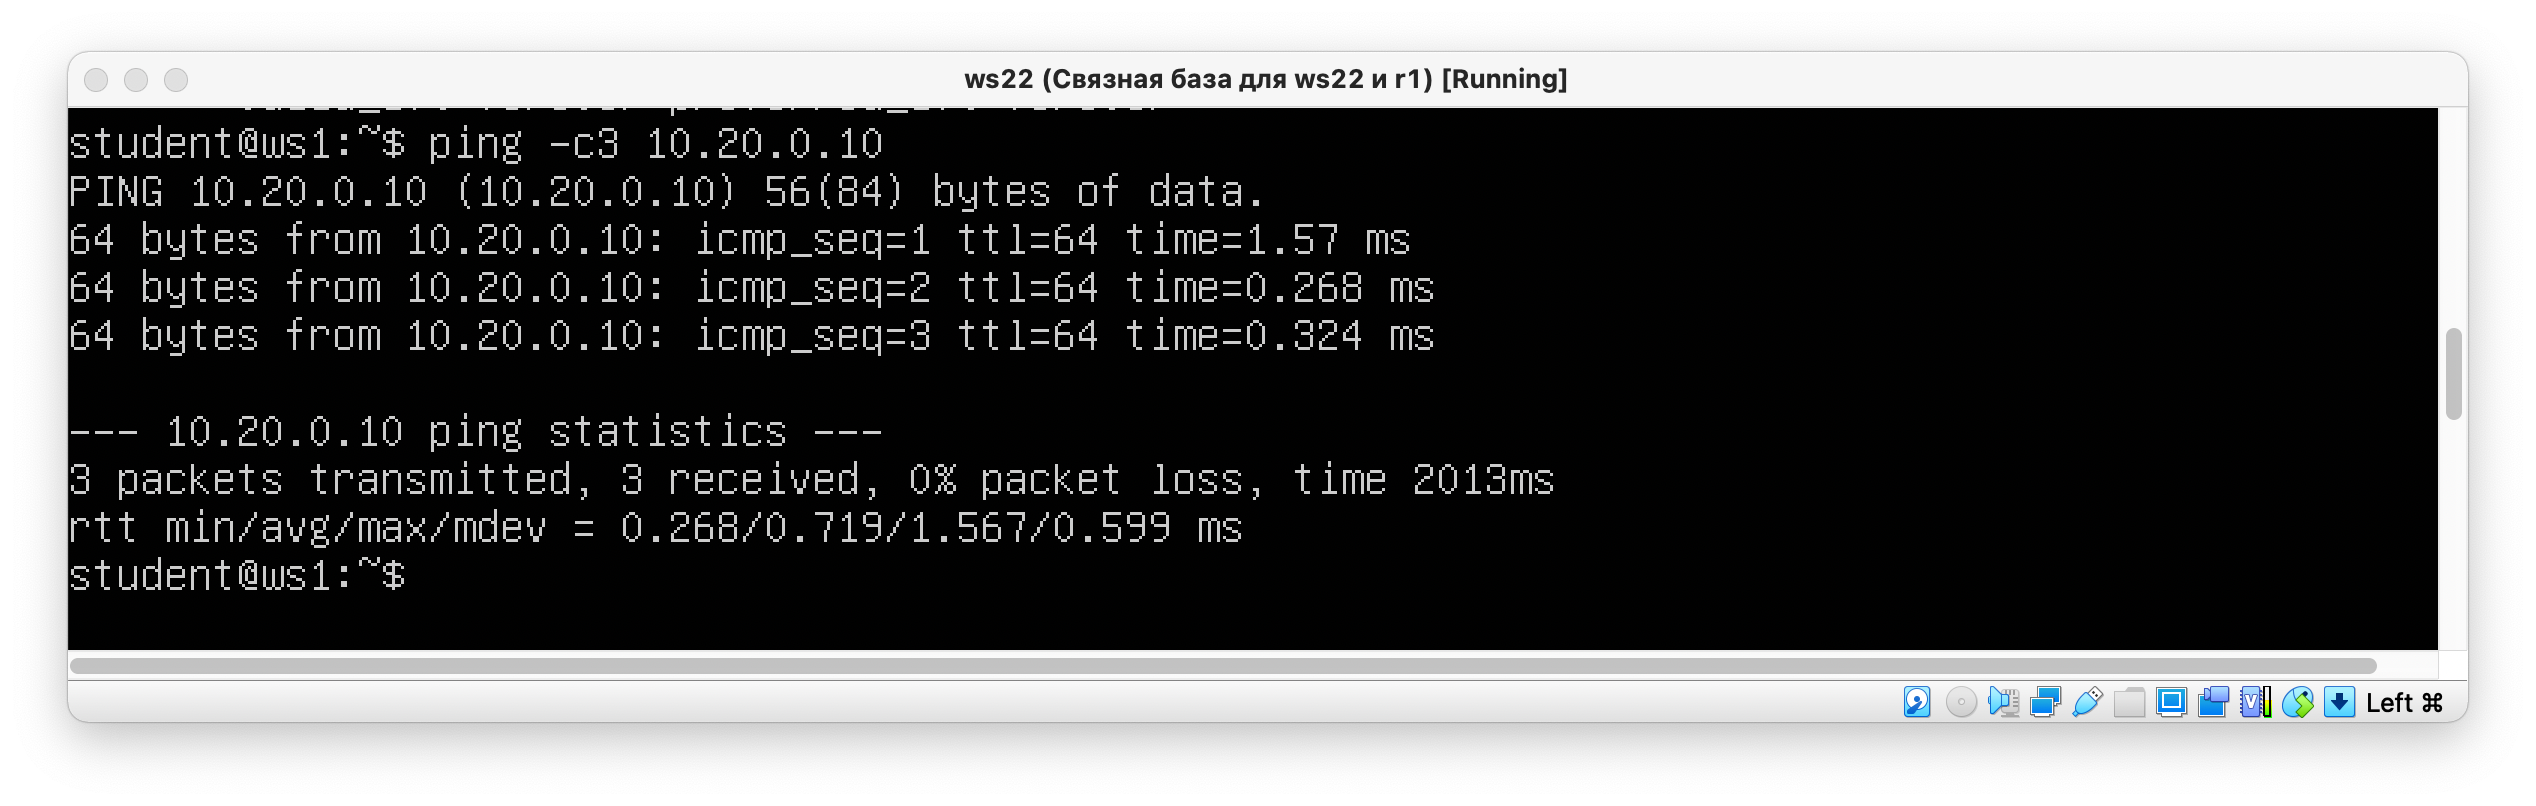 ws22 (Связная база для ws22 и r1) [Running]
student@ws1:~$ ping -c3 10.20.0.10
PING 10.20.0.10 (10.20.0.10) 56(84) bytes of data.
64 bytes from 10.20.0.10: icmp_seq=1 ttl=64 time=1.57 ms
64 bytes from 10.20.0.10: icmp_seq=2 ttl=64 time=0.268 ms
64 bytes from 10.20.0.10: icmp_seq=3 ttl=64 time=0.324 ms
--- 10.20.0.10 ping statistics ---
3 packets transmitted, 3 received, 0% packet loss, time 2013ms
rtt min/avg/max/mdev = 0.268/0.719/1.567/0.599 ms
student@ws1:~$
Left ⌘